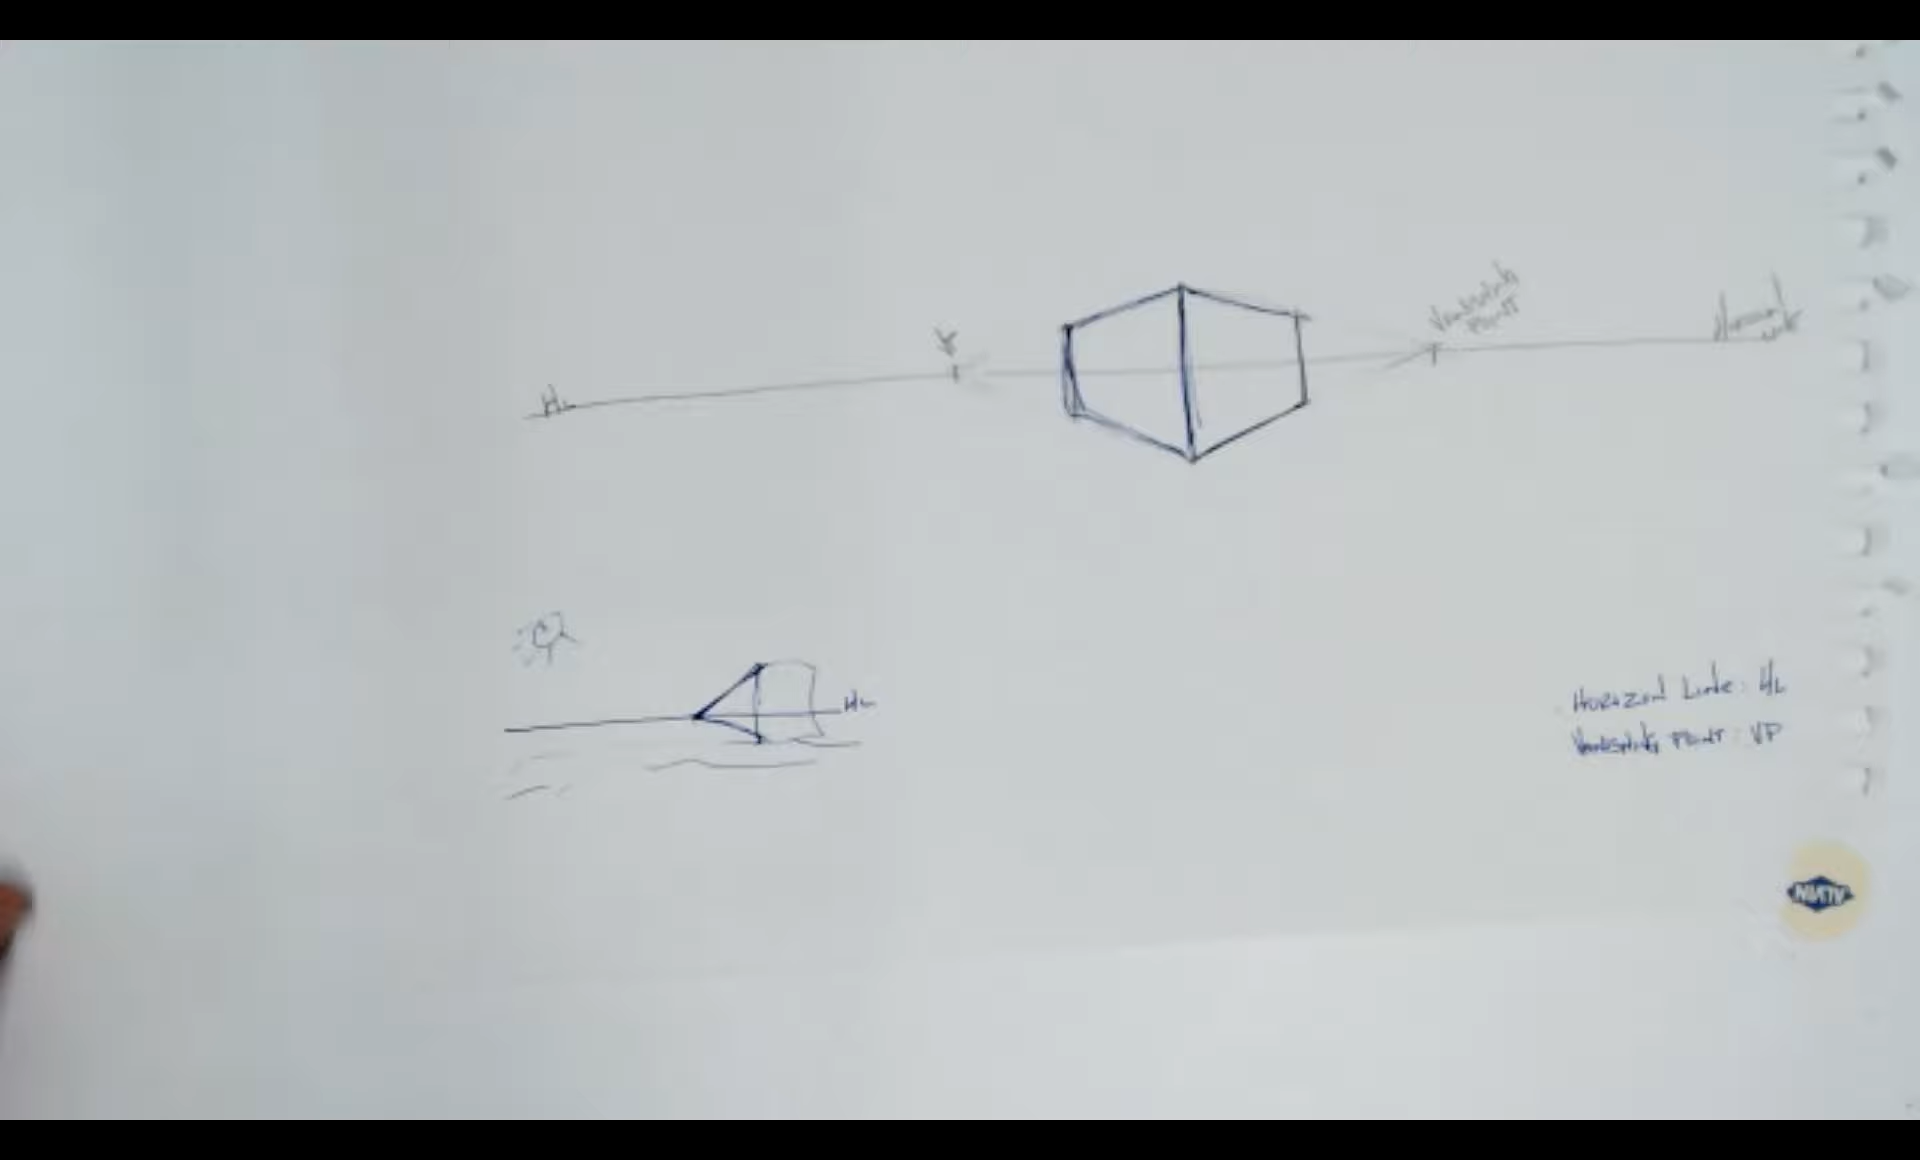 Vanishing
Point
Horizon
Line
HL
HL
Horizon Line: HL
Vanishing Point: VP